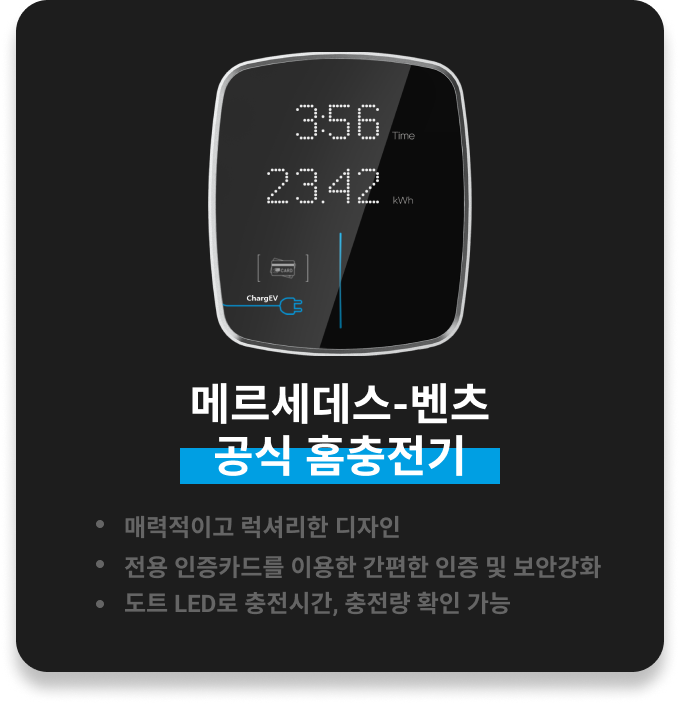 3:56 Time
23.42 kWh
CARD
ChargEV
메르세데스-벤츠
공식 홈충전기
• 매력적이고 럭셔리한 디자인
• 전용 인증카드를 이용한 간편한 인증 및 보안강화
• 도트 LED로 충전시간, 충전량 확인 가능